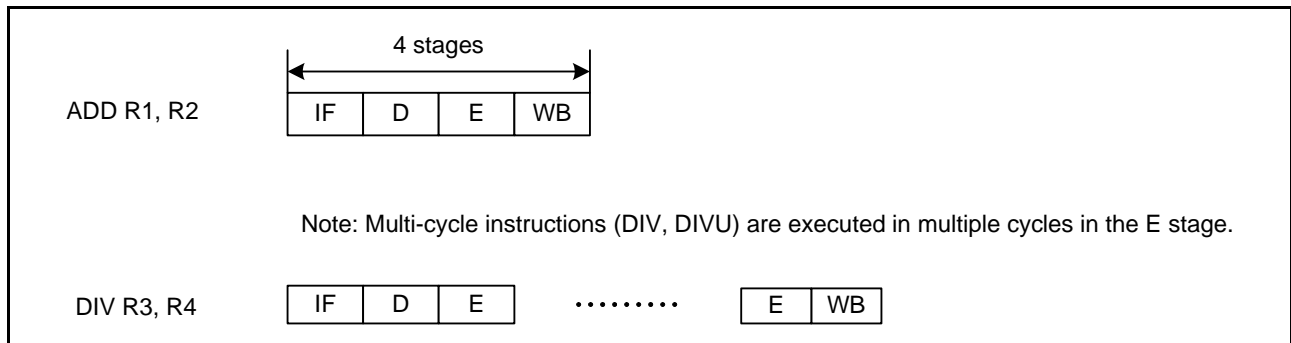 4 stages
ADD R1, R2 IF D E WB
Note: Multi-cycle instructions (DIV, DIVU) are executed in multiple cycles in the E stage.
DIV R3, R4 IF D E ......... E WB